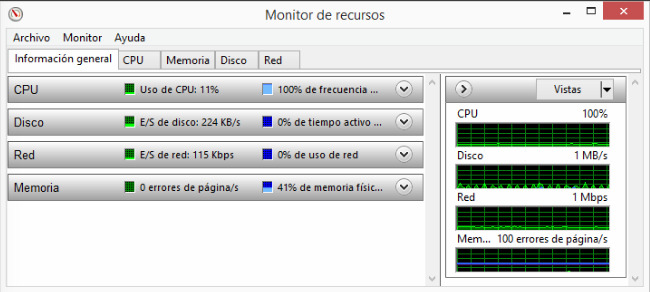 Monitor de recursos
Archivo Monitor Ayuda
Información general CPU Memoria Disco Red
CPU Uso de CPU: 11% 100% de frecuencia ...
Disco E/S de disco: 224 KB/s 0% de tiempo activo ...
Red E/S de red: 115 Kbps 0% de uso de red
Memoria 0 errores de página/s 41% de memoria físic...
Vistas
CPU 100%
Disco 1 MB/s
Red 1 Mbps
Mem... 100 errores de página/s